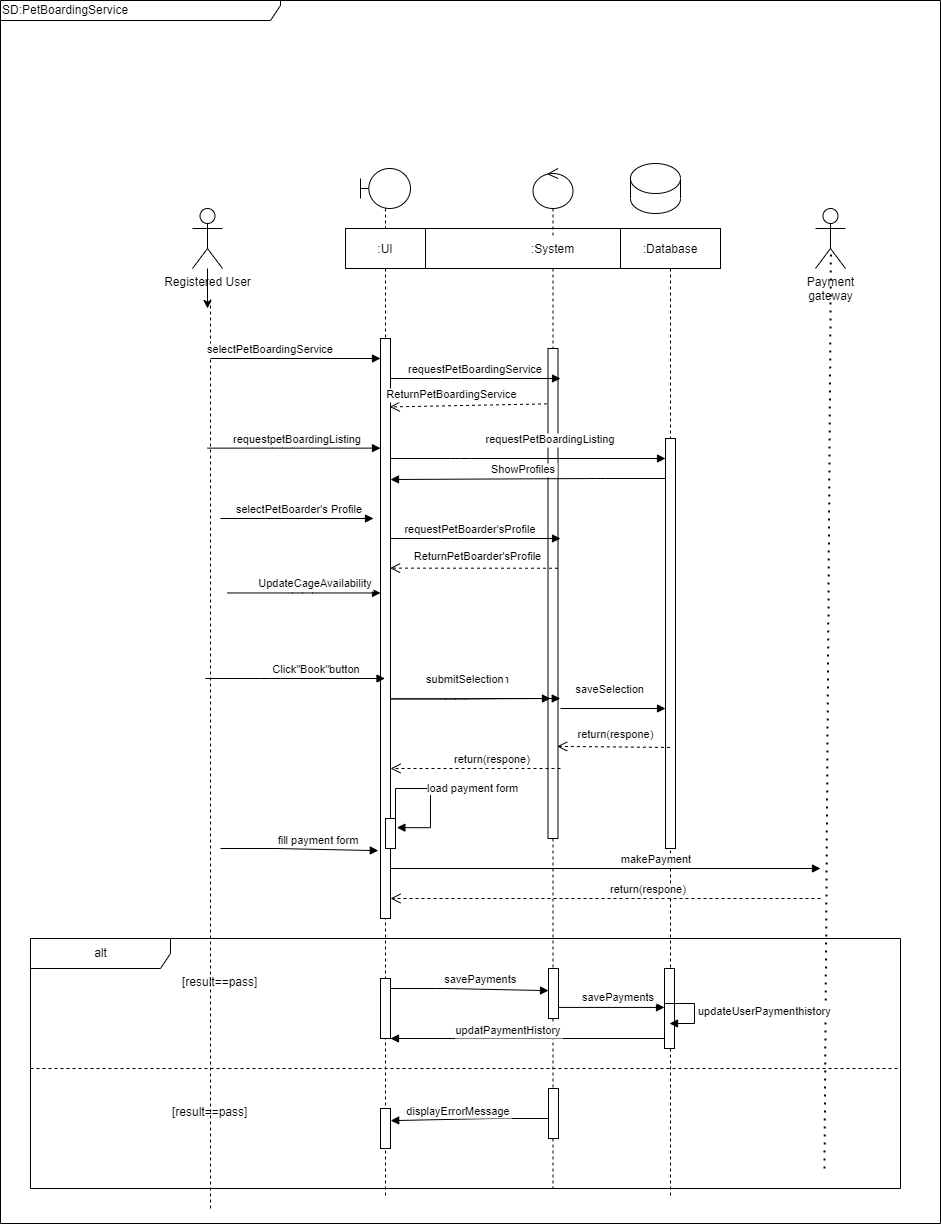 SD:PetBoardingService
:UI
:System
:Database
Registered User
Payment
gateway
selectPetBoardingService
requestPetBoardingService
ReturnPetBoardingService
requestpetBoardingListing
requestPetBoardingListing
ShowProfiles
selectPetBoarder's Profile
requestPetBoarder'sProfile
ReturnPetBoarder'sProfile
UpdateCageAvailability
Click"Book"button
submitSelection
saveSelection
return(respone)
return(respone)
load payment form
fill payment form
makePayment
return(respone)
alt
[result==pass]
savePayments
savePayments
updateUserPaymenthistory
updatPaymentHistory
[result==pass]
displayErrorMessage